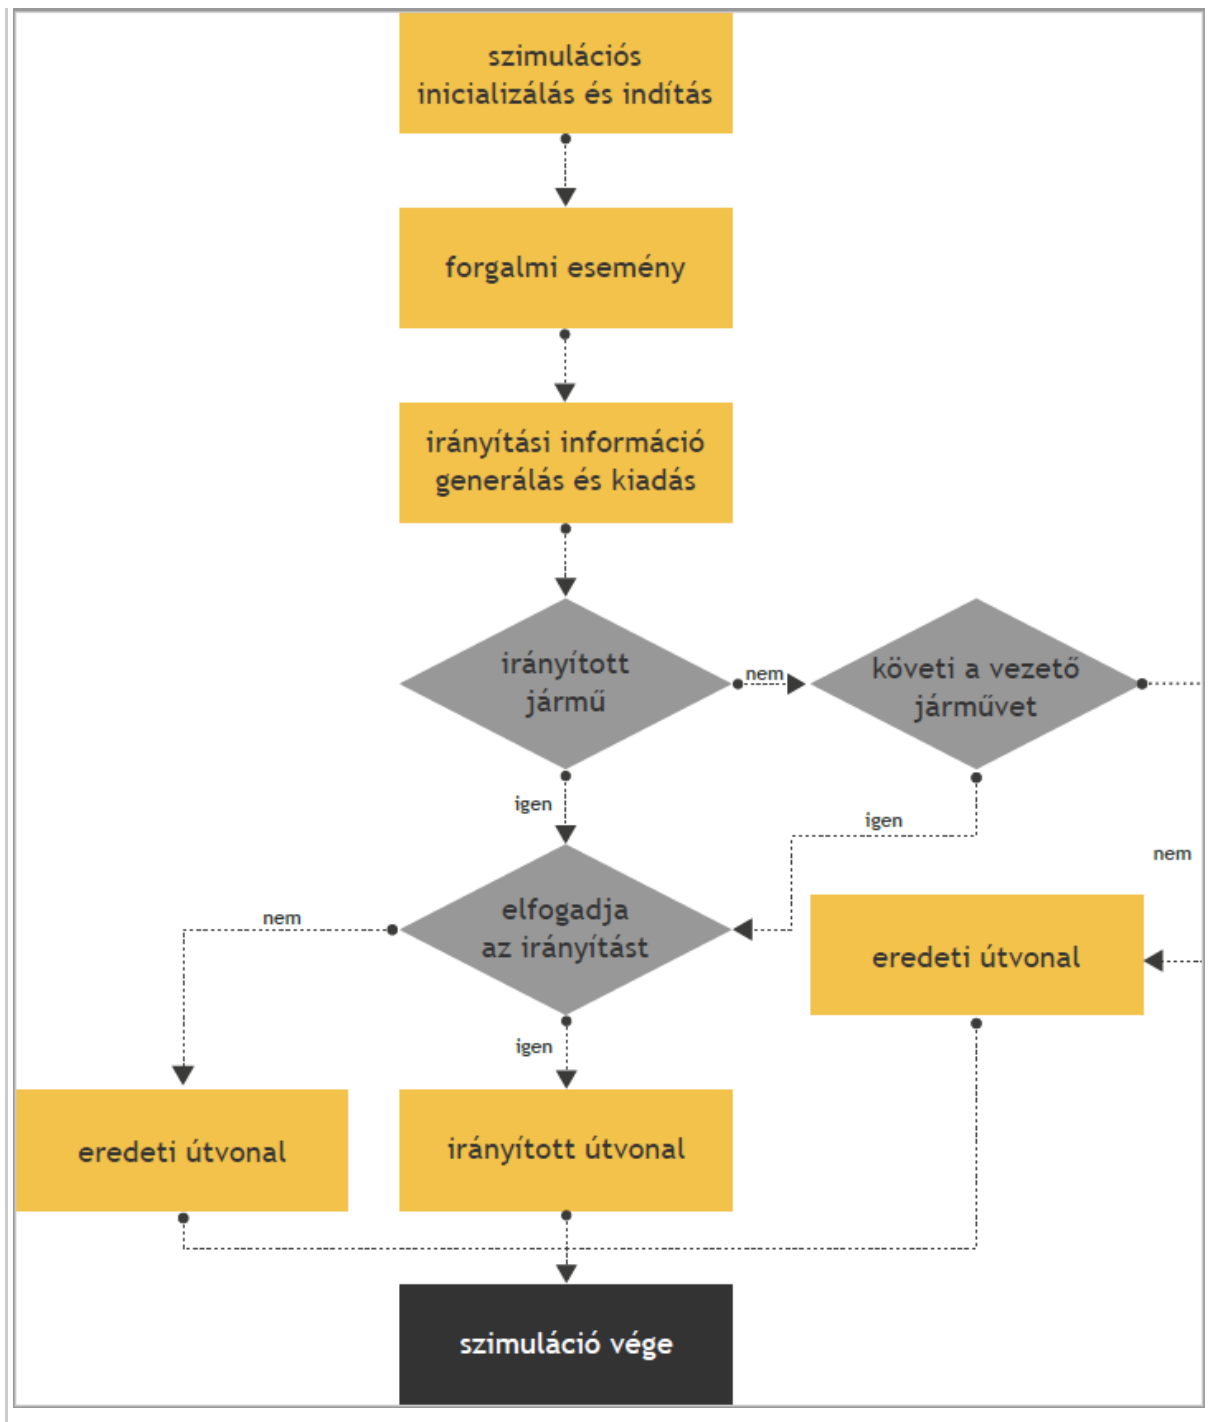 szimulációs
inicializálás és indítás
forgalmi esemény
irányítási információ
generálás és kiadás
irányított
jármű
nem
követi a vezető
járművet
igen
igen
nem
elfogadja
az irányítást
nem
eredeti útvonal
igen
eredeti útvonal
irányított útvonal
szimuláció vége